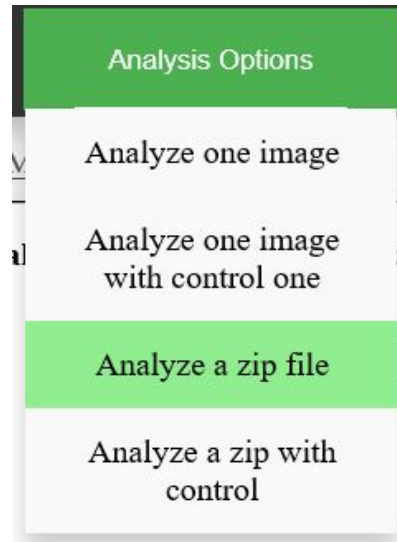 Analysis Options
Analyze one image
Analyze one image
with control one
Analyze a zip file
Analyze a zip with
control